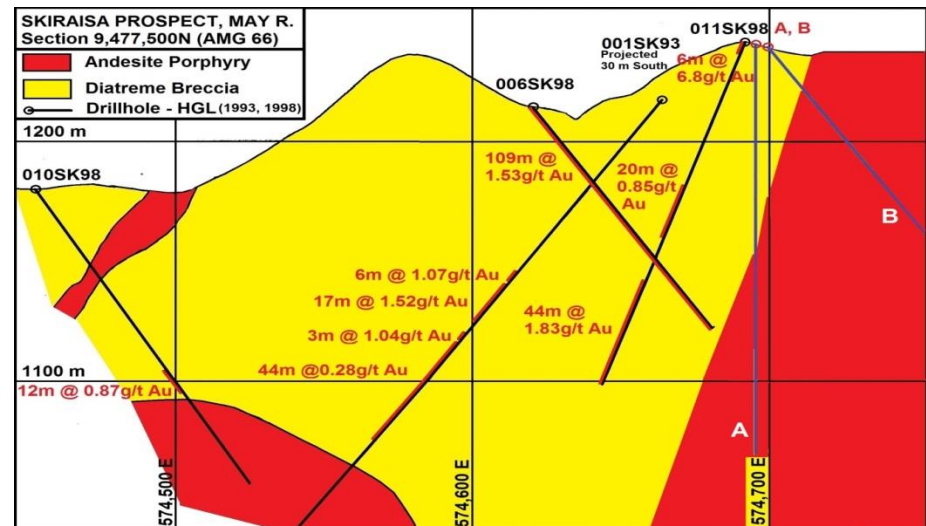 SKIRAISA PROSPECT, MAY R.
Section 9,477,500N (AMG 66)
Andesite Porphyry
Diatreme Breccia
Drillhole - HGL (1993, 1998)
011SK98
A, B
001SK93
Projected
30 m South
6m @
6.8g/t Au
006SK98
1200 m
010SK98
109m @
1.53g/t Au
20m @
0.85g/t
Au
B
6m @ 1.07g/t Au
17m @ 1.52g/t Au
44m @
1.83g/t Au
3m @ 1.04g/t Au
44m @0.28g/t Au
1100 m
12m @ 0.87g/t Au
A
574,500 E
574,600 E
574,700 E